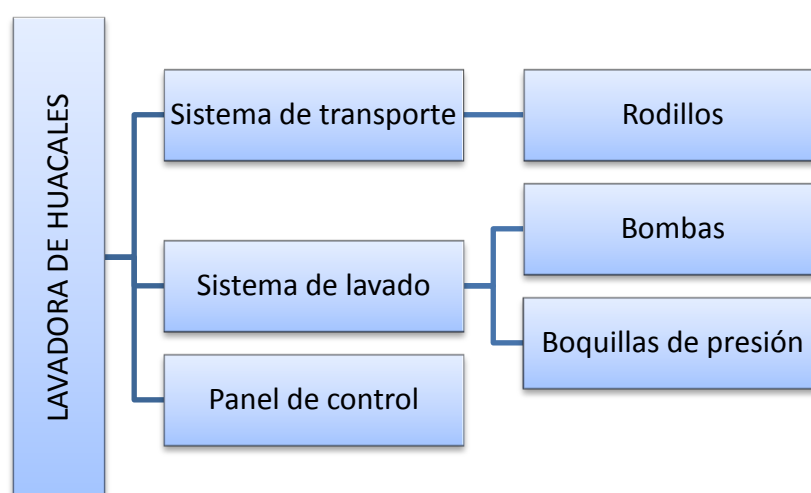 LAVADORA DE HUACALES
Sistema de transporte
Rodillos
Sistema de lavado
Bombas
Boquillas de presión
Panel de control